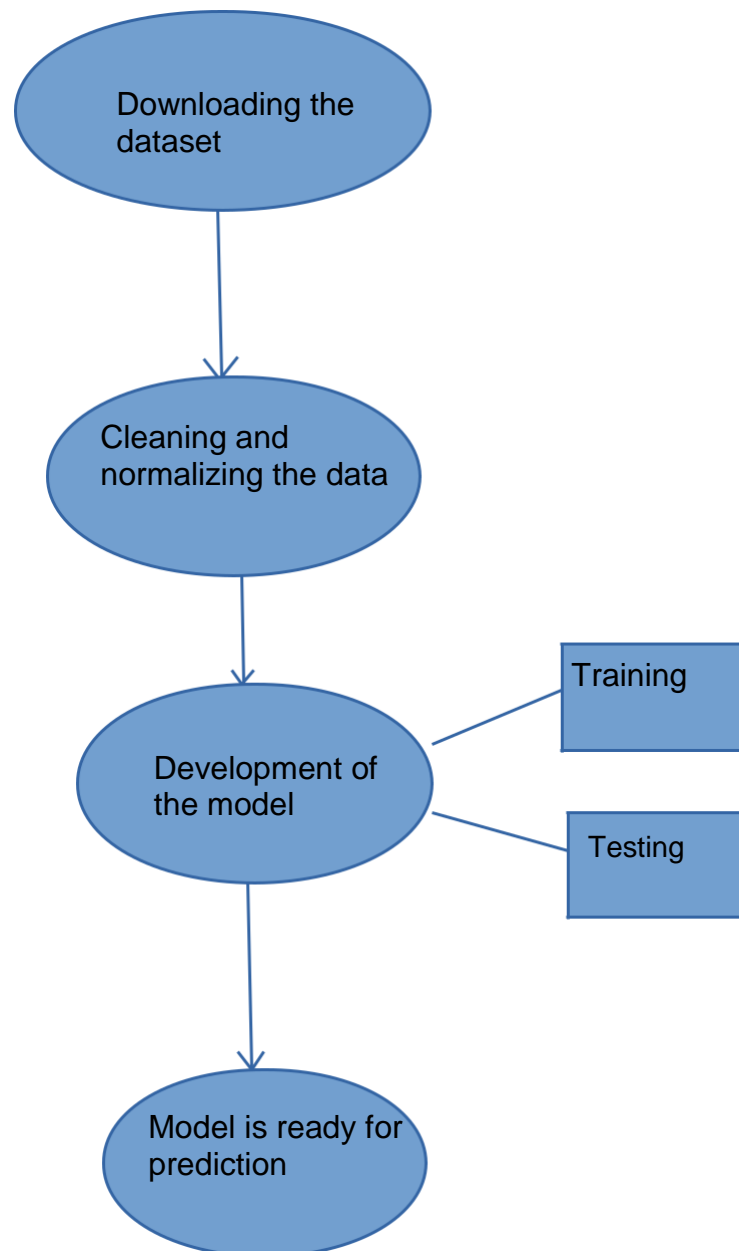 Downloading the
dataset
Cleaning and
normalizing the data
Training
Development of
the model
Testing
Model is ready for
prediction